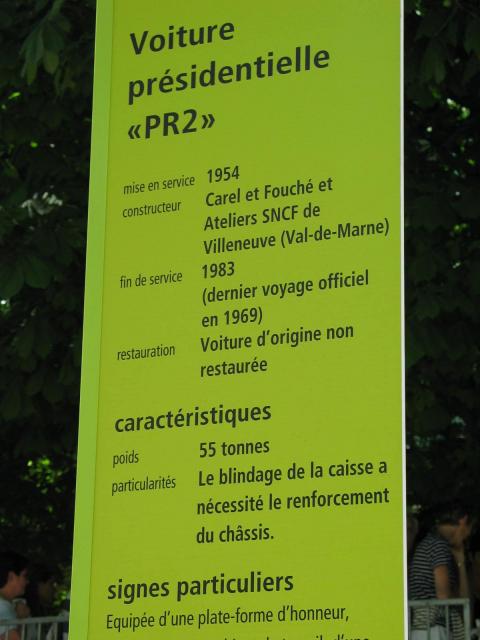 Voiture
présidentielle
«PR2»
mise en service 1954
constructeur Carel et Fouché et
Ateliers SNCF de
Villeneuve (Val-de-Marne)
fin de service 1983
(dernier voyage officiel
en 1969)
restauration Voiture d'origine non
restaurée
caractéristiques
poids 55 tonnes
particularités Le blindage de la caisse a
nécessité le renforcement
du châssis.
signes particuliers
Equipée d'une plate-forme d'honneur,